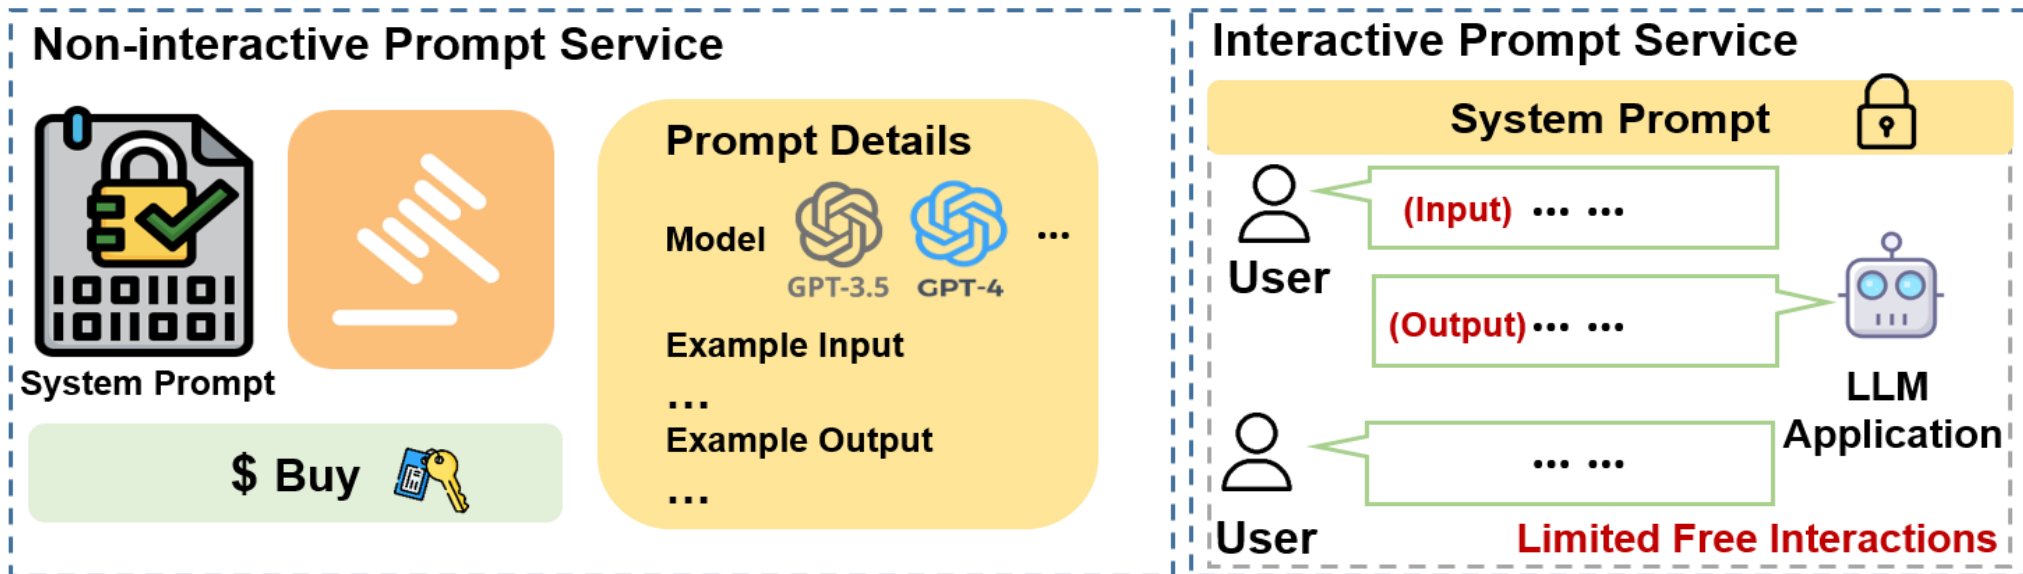 Non-interactive Prompt Service
System Prompt
$ Buy
Prompt Details
Model
GPT-3.5
GPT-4
...
Example Input
...
Example Output
...
Interactive Prompt Service
System Prompt
User
(Input) ... ...
(Output) ... ...
LLM
Application
User
... ...
Limited Free Interactions